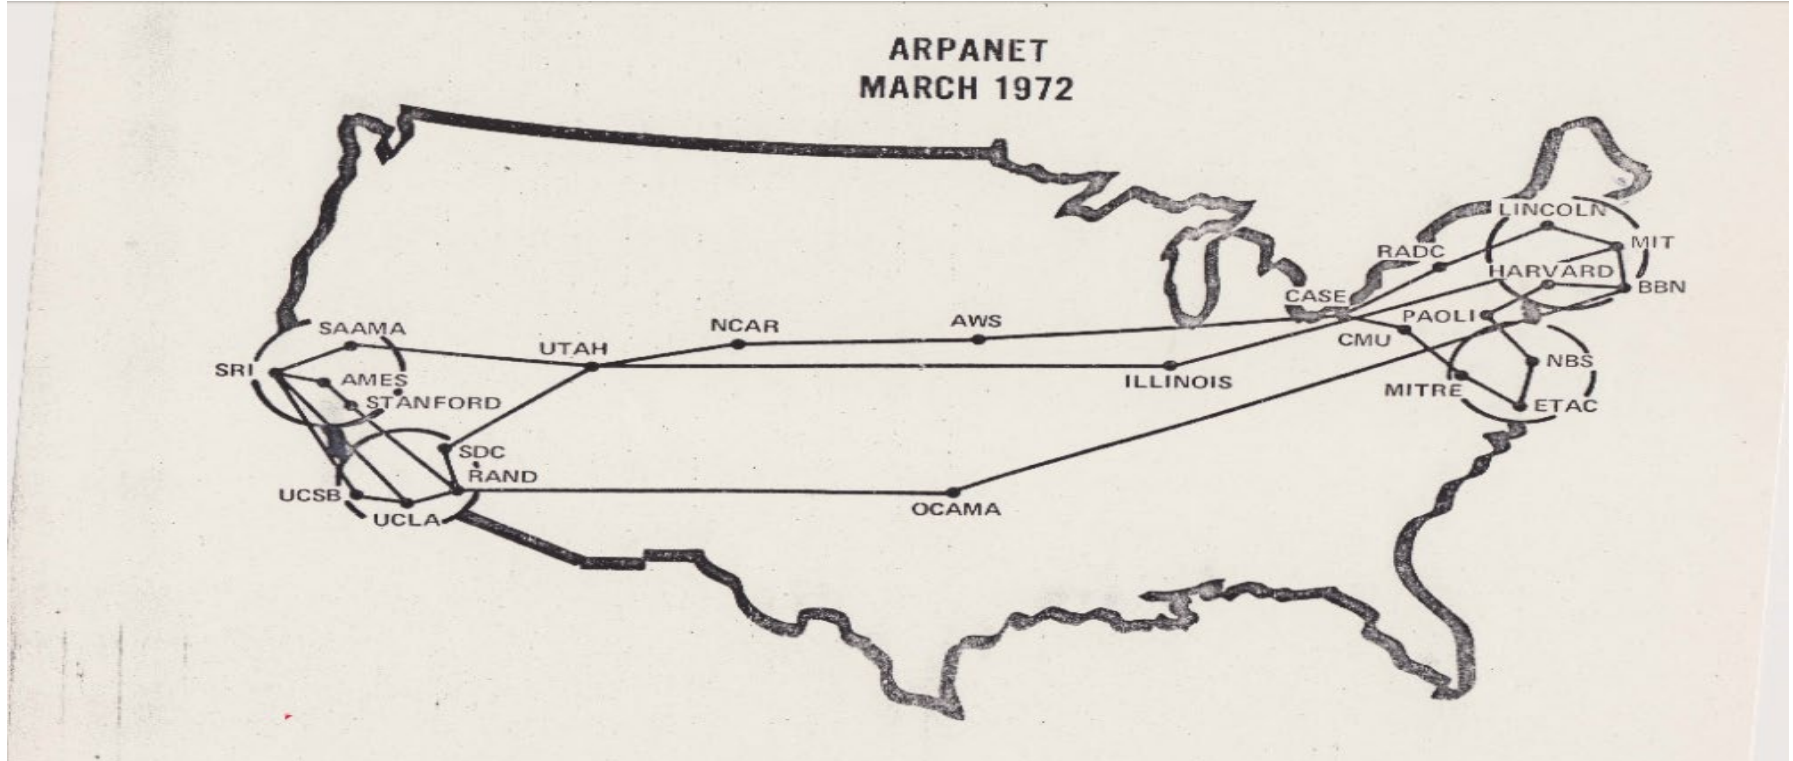 ARPANET
MARCH 1972
LINCOLN
MIT
RADC
HARVARD
BBN
CASE
PAOLI
SAAMA
NCAR
AWS
CMU
UTAH
NBS
SRI
AMES
ILLINOIS
MITRE
STANFORD
ETAC
SDC
RAND
UCSB
OCAMA
UCLA